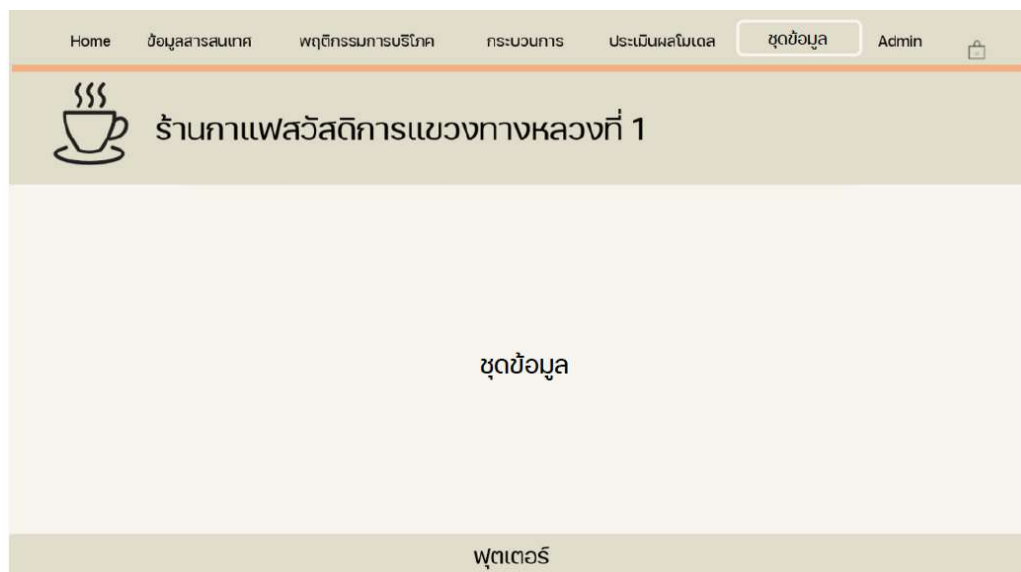 Home ข้อมูลสารสนเทศ พฤติกรรมการบริโภค กระบวนการ ประเมินผลโมเดล ชุดข้อมูล Admin
ร้านกาแฟสวัสดิการแขวงทางหลวงที่ 1
ชุดข้อมูล
ฟุตเตอร์